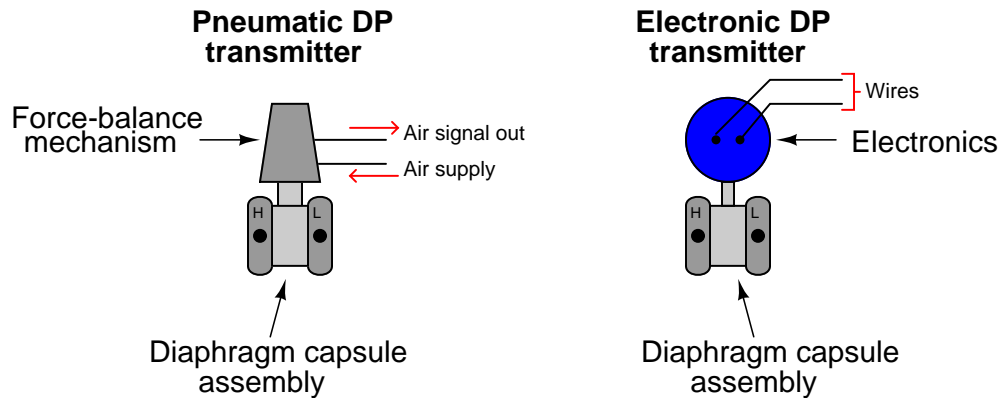 Pneumatic DP
transmitter
Force-balance
mechanism
Air signal out
Air supply
H
L
Diaphragm capsule
assembly
Electronic DP
transmitter
Wires
Electronics
H
L
Diaphragm capsule
assembly